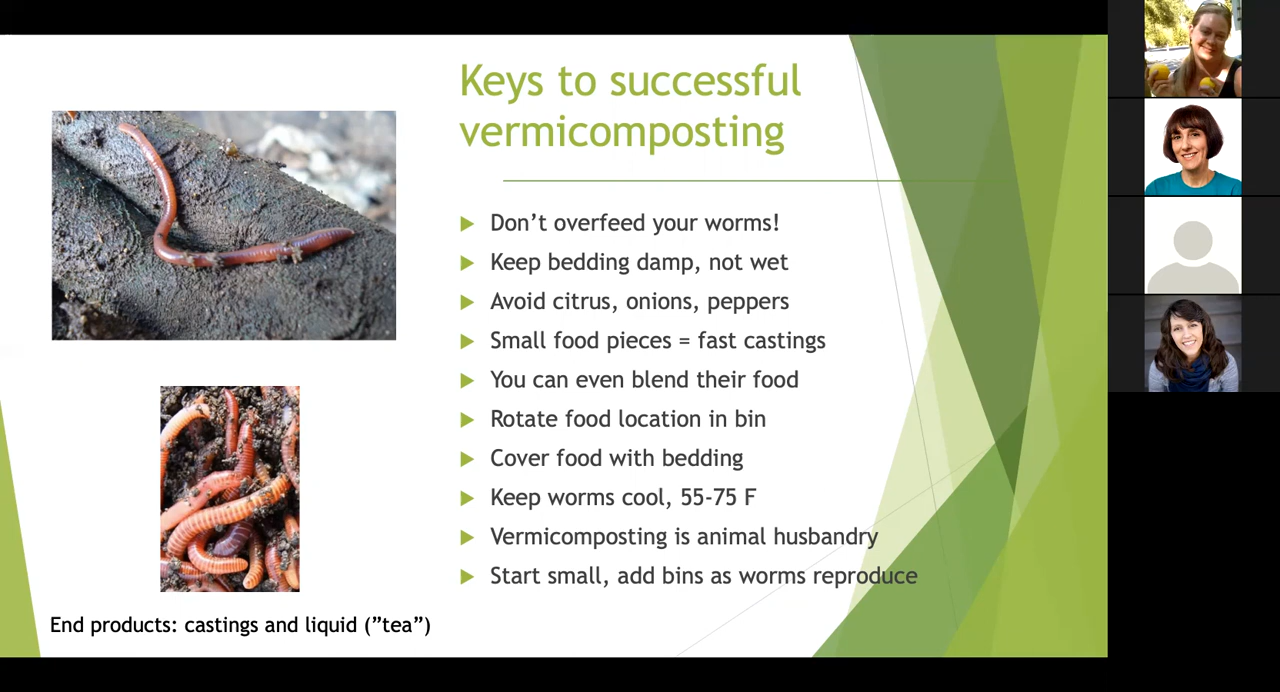 Keys to successful
vermicomposting
Don’t overfeed your worms!
Keep bedding damp, not wet
Avoid citrus, onions, peppers
Small food pieces = fast castings
You can even blend their food
Rotate food location in bin
Cover food with bedding
Keep worms cool, 55-75 F
Vermicomposting is animal husbandry
Start small, add bins as worms reproduce
End products: castings and liquid (”tea”)